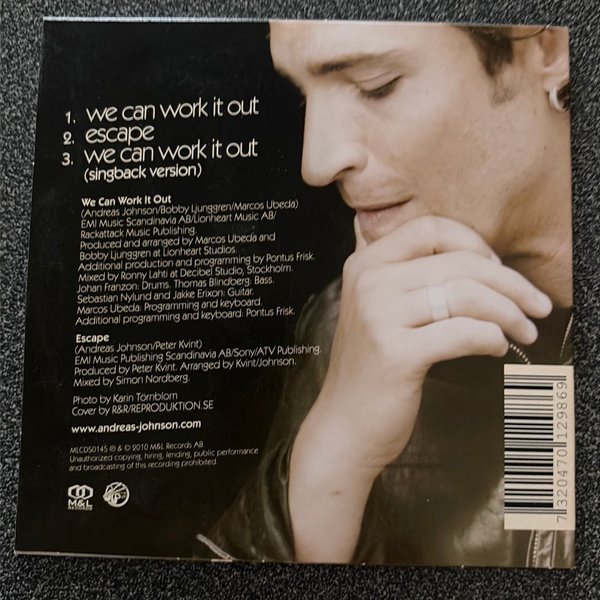 1. we can work it out
2. escape
3. we can work it out
(singback version)
We Can Work It Out
(Andreas Johnson/Bobby Ljunggren/Marcos Ubeda)
EMI Music Scandinavia AB/Lionheart Music AB/
Rackattack Music Publishing.
Produced and arranged by Marcos Ubeda and
Bobby Ljunggren at Lionheart Studios.
Additional production and programming by Pontus Frisk.
Mixed by Ronny Lahti at Decibel Studio, Stockholm.
Johan Franzon: Drums. Thomas Blindberg: Bass.
Sebastian Nylund and Jakke Erixon: Guitar.
Marcos Ubeda: Programming and keyboard.
Additional programming and keyboard: Pontus Frisk.
Escape
(Andreas Johnson/Peter Kvint)
EMI Music Publishing Scandinavia AB/Sony/ATV Publishing.
Produced by Peter Kvint. Arranged by Kvint/Johnson.
Mixed by Simon Nordberg.
Photo by Karin Törnblom
Cover by R&R/REPRODUKTION.SE
www.andreas-johnson.com
MLCDS0145 ℗ & © 2010 M&L Records AB.
Unauthorized copying, hiring, lending, public performance
and broadcasting of this recording prohibited.
M&L
RECORDS
7 320470 129869